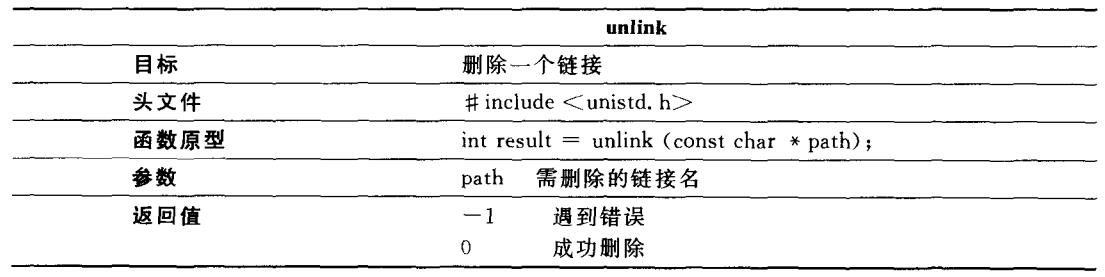 unlink
目标 删除一个链接
头文件 # include <unistd. h>
函数原型 int result = unlink (const char * path);
参数 path 需删除的链接名
返回值 -1 遇到错误
0 成功删除